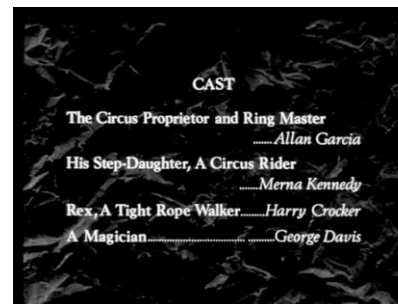 CAST
The Circus Proprietor and Ring Master
.......Allan Garcia
His Step-Daughter, A Circus Rider
.......Merna Kennedy
Rex, A Tight Rope Walker........Harry Crocker
A Magician.................................. .........George Davis